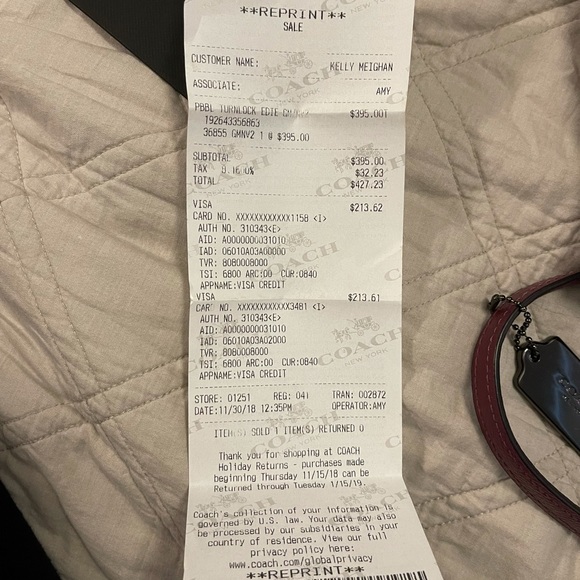 **REPRINT**
SALE
CUSTOMER NAME: KELLY MEIGHAN
ASSOCIATE: AMY
PBBL TURNLOCK EDIE $395.00T
192643356863
36855 GMNV2 1 @ $395.00
SUBTOTAL $395.00
TAX 8.1600% $32.23
TOTAL $427.23
VISA $213.62
CARD NO. XXXXXXXXXXXX1158 <I>
AUTH NO. 310343<E>
AID: A0000000031010
IAD: 06010A03A00000
TVR: 8080008000
TSI: 6800 ARC:00 CUR:0840
APPNAME:VISA CREDIT
VISA $213.61
CARD NO. XXXXXXXXXXXX3481 <I>
AUTH NO. 310343<E>
AID: A0000000031010
IAD: 06010A03A02000
TVR: 8080008000
TSI: 6800 ARC:00 CUR:0840
APPNAME:VISA CREDIT
STORE: 01251 REG: 041 TRAN: 002872
DATE:11/30/18 12:35PM OPERATOR:AMY
ITEM(S) SOLD 1 ITEM(S) RETURNED 0
Thank you for shopping at COACH
Holiday Returns - purchases made
beginning Thursday 11/15/18 can be
Returned through Tuesday 1/15/19.
Coach's collection of your information is
governed by U.S. law. Your data may also
be processed by our subsidiaries in your
country of residence. View our full
privacy policy here:
www.coach.com/globalprivacy
**REPRINT**
COACH
NEW YORK